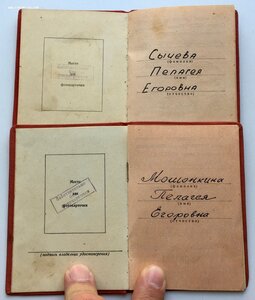 Место
для
фотокарточки
Сычева
(фамилия)
Пелагея
(имя)
Егоровна
(отчество)
Место
для
фотокарточки
(подпись владельца удостоверения)
Мошонкина
(фамилия)
Пелагея
(имя)
Егоровна
(отчество)